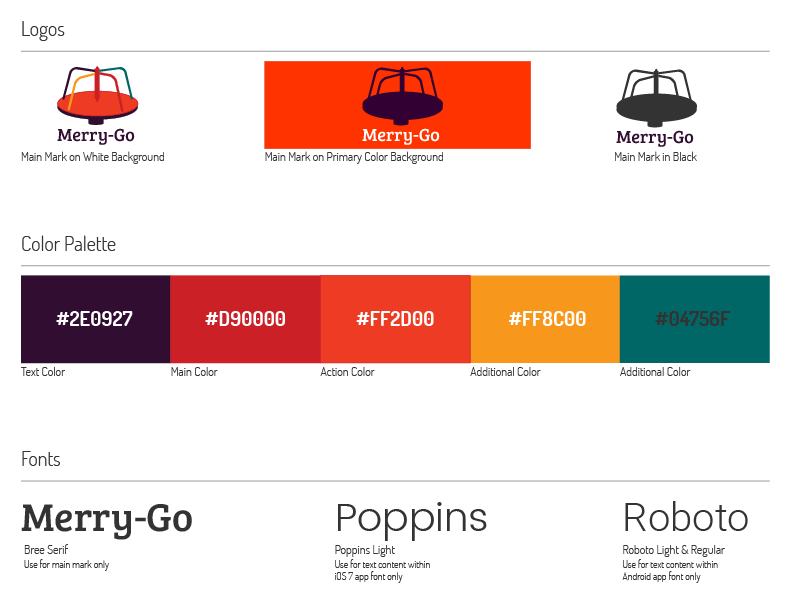 Logos
Merry-Go
Main Mark on White Background
Merry-Go
Main Mark on Primary Color Background
Merry-Go
Main Mark in Black
Color Palette
#2E0927
#D90000
#FF2D00
#FF8C00
#04756F
Text Color
Main Color
Action Color
Additional Color
Additional Color
Fonts
Merry-Go
Bree Serif
Use for main mark only
Poppins
Poppins Light
Use for text content within
iOS 7 app font only
Roboto
Roboto Light & Regular
Use for text content within
Android app font only